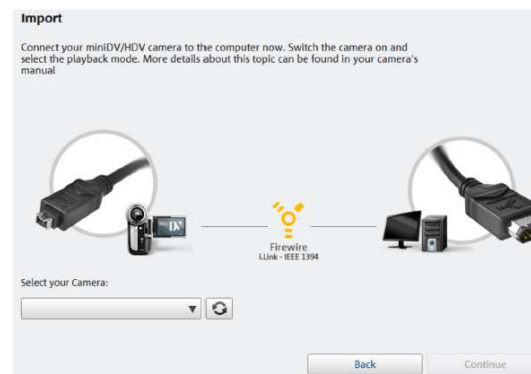 Import
Connect your miniDV/HDV camera to the computer now. Switch the camera on and
select the playback mode. More details about this topic can be found in your camera's
manual
Mini DV
Firewire
i.Link - IEEE 1394
Select your Camera:
Back
Continue